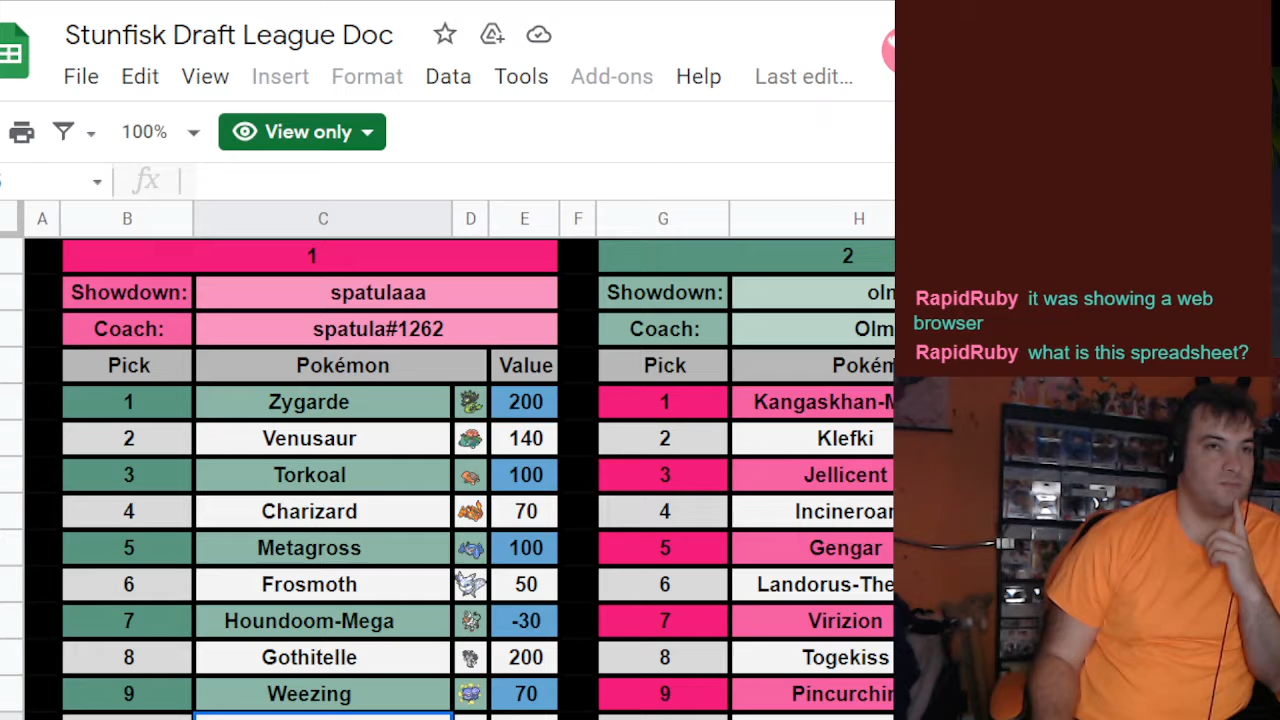 Stunfisk Draft League Doc
File Edit View Insert Format Data Tools Add-ons Help Last edit...
100% View only
fx
A B C D E F G H
1 2
Showdown: spatulaaa Showdown:
Coach: spatula#1262 Coach:
Pick Pokémon Value Pick
1 Zygarde 200 1
2 Venusaur 140 2 Klefki
3 Torkoal 100 3 Jellicent
4 Charizard 70 4 Incineroar
5 Metagross 100 5 Gengar
6 Frosmoth 50 6
7 Houndoom-Mega -30 7 Virizion
8 Gothitelle 200 8 Togekiss
9 Weezing 70 9
RapidRuby it was showing a web
browser
RapidRuby what is this spreadsheet?